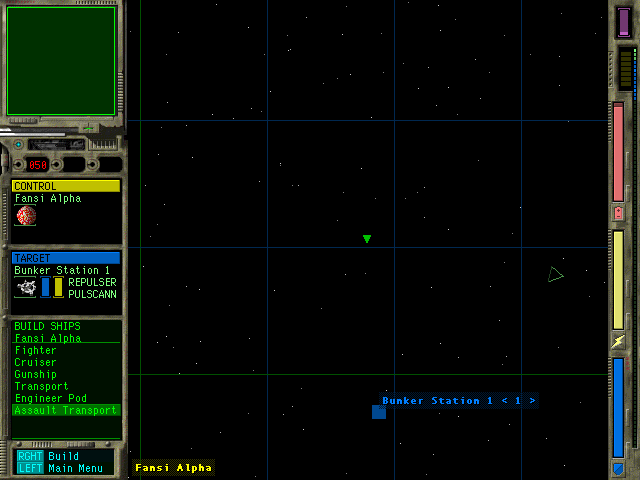 050
CONTROL
Fansi Alpha
TARGET
Bunker Station 1
REPULSER
PULSCANN
BUILD SHIPS
Fansi Alpha
Fighter
Cruiser
Gunship
Transport
Engineer Pod
Assault Transport
RGHT Build
LEFT Main Menu
Bunker Station 1 < 1 >
Fansi Alpha